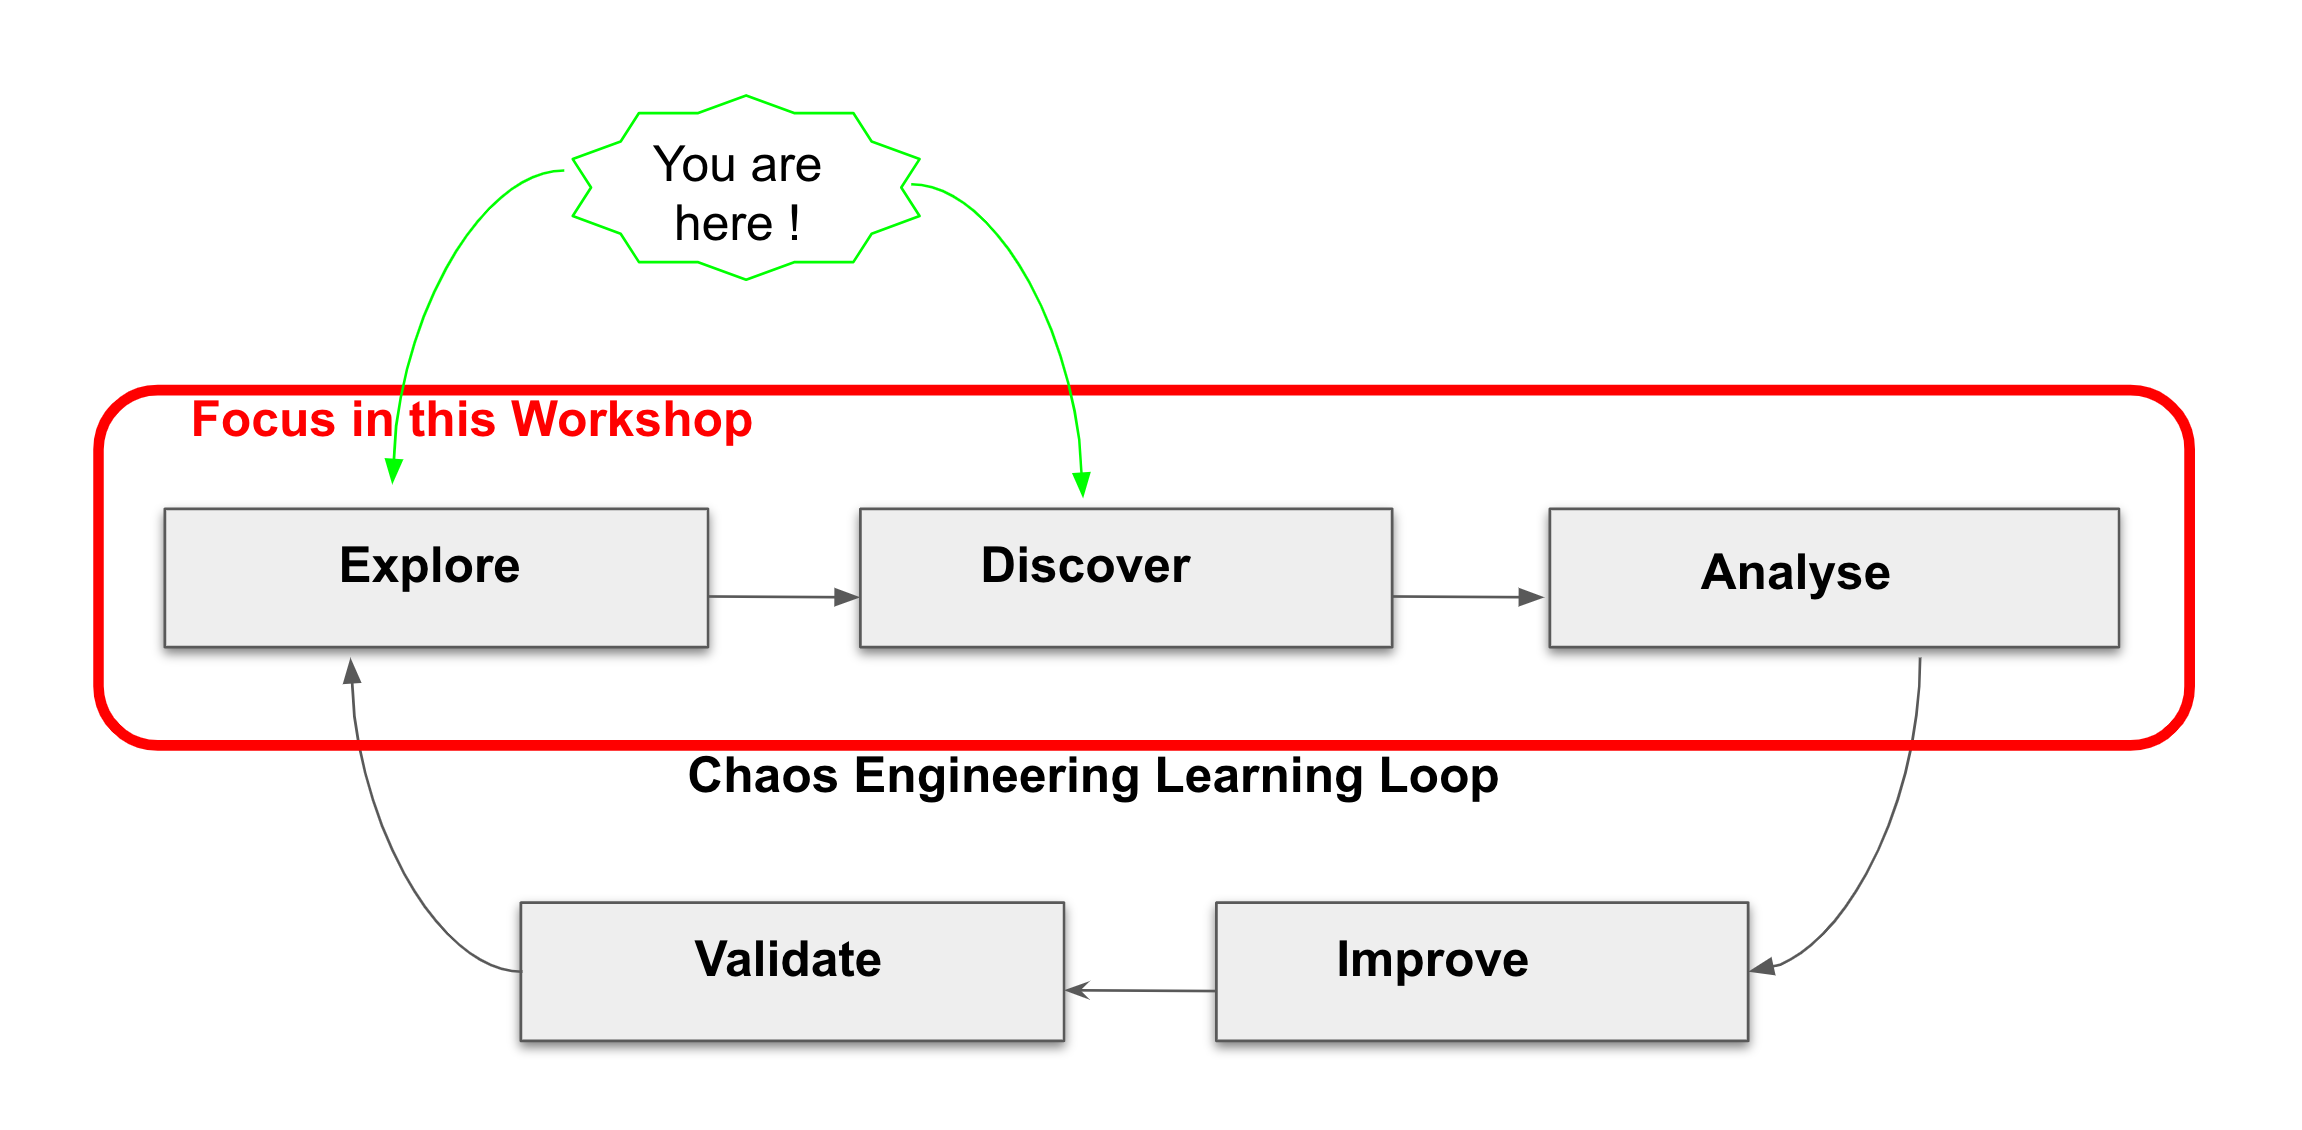 You are
here !
Focus in this Workshop
Explore
Discover
Analyse
Chaos Engineering Learning Loop
Validate
Improve